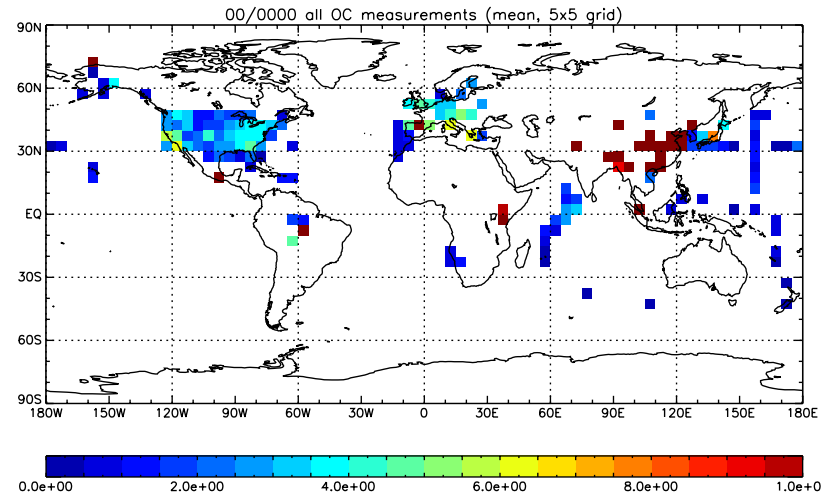 00/0000 all OC measurements (mean, 5x5 grid)
90N
60N
30N
EQ
30S
60S
90S
180W 150W 120W 90W 60W 30W 0 30E 60E 90E 120E 150E 180E
0.0e+00 2.0e+00 4.0e+00 6.0e+00 8.0e+00 1.0e+0